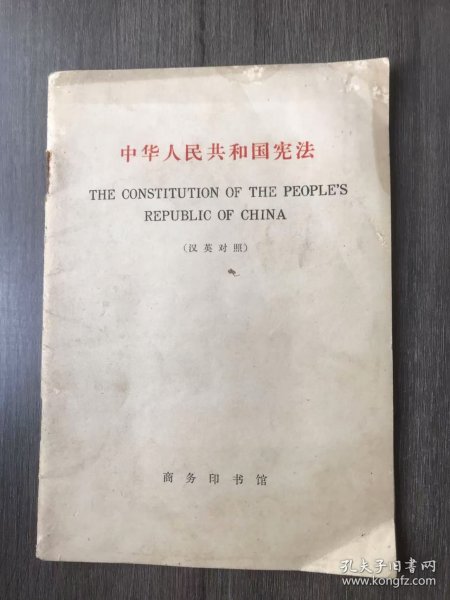 中华人民共和国宪法
THE CONSTITUTION OF THE PEOPLE'S
REPUBLIC OF CHINA
(汉英对照)
商务印书馆
孔夫子旧书网
www.kongfz.com